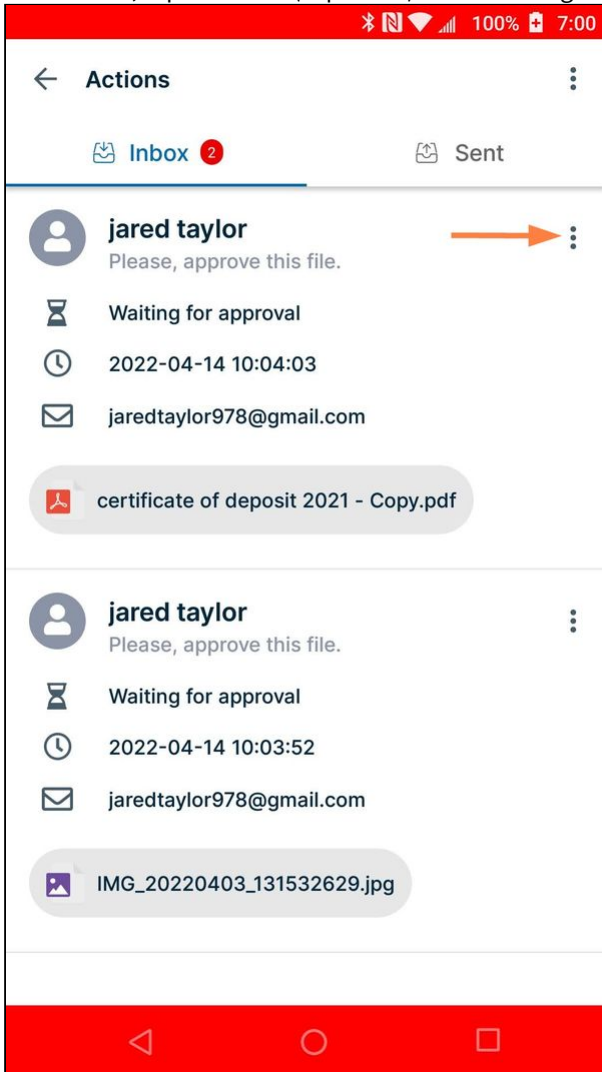 100% 7:00
Actions
Inbox 2
Sent
jared taylor
Please, approve this file.
Waiting for approval
2022-04-14 10:04:03
jaredtaylor978@gmail.com
certificate of deposit 2021 - Copy.pdf
jared taylor
Please, approve this file.
Waiting for approval
2022-04-14 10:03:52
jaredtaylor978@gmail.com
IMG_20220403_131532629.jpg